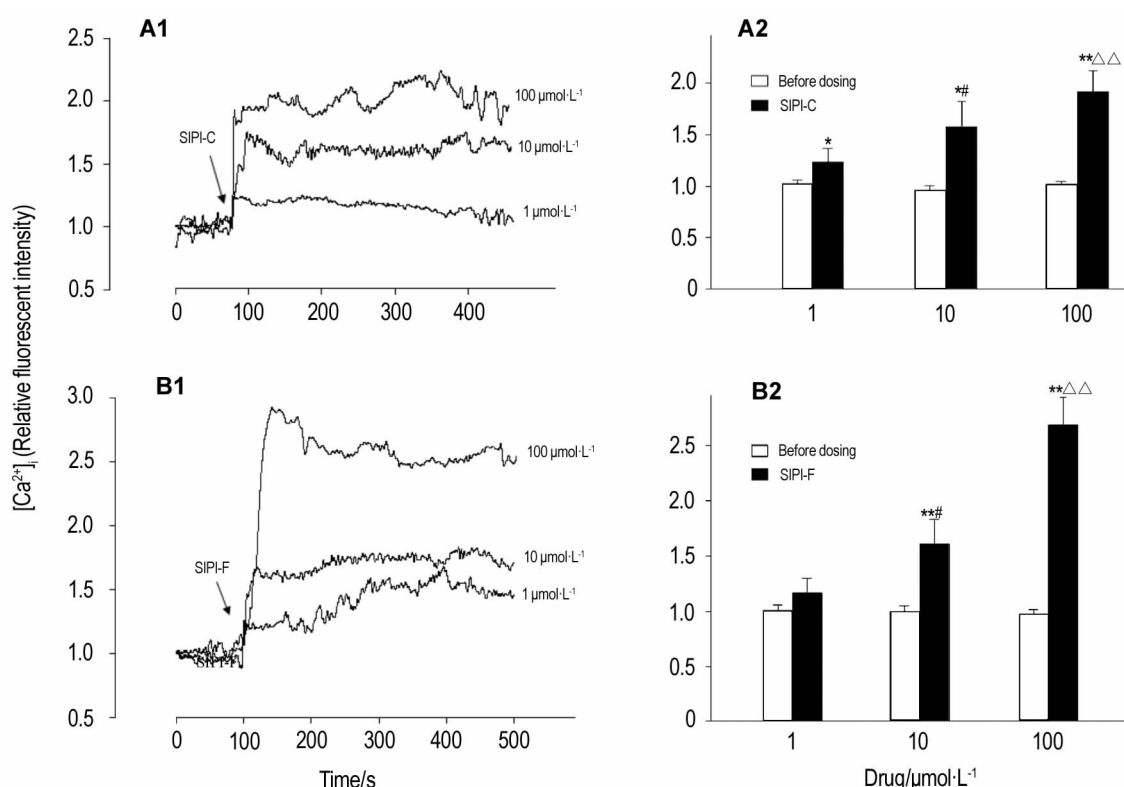 [Ca²⁺]ᵢ (Relative fluorescent intensity)
A1
2.5
2.0
1.5
1.0
0.5
SIPI-C
100 μmol·L⁻¹
10 μmol·L⁻¹
1 μmol·L⁻¹
0 100 200 300 400
A2
Before dosing
SIPI-C
2.0
1.5
1.0
0.5
0
*
*#
**△△
1 10 100
B1
3.0
2.5
2.0
1.5
1.0
0.5
SIPI-F
100 μmol·L⁻¹
10 μmol·L⁻¹
1 μmol·L⁻¹
0 100 200 300 400 500
Time/s
B2
Before dosing
SIPI-F
2.5
2.0
1.5
1.0
0.5
0
**#
**△△
1 10 100
Drug/μmol·L⁻¹